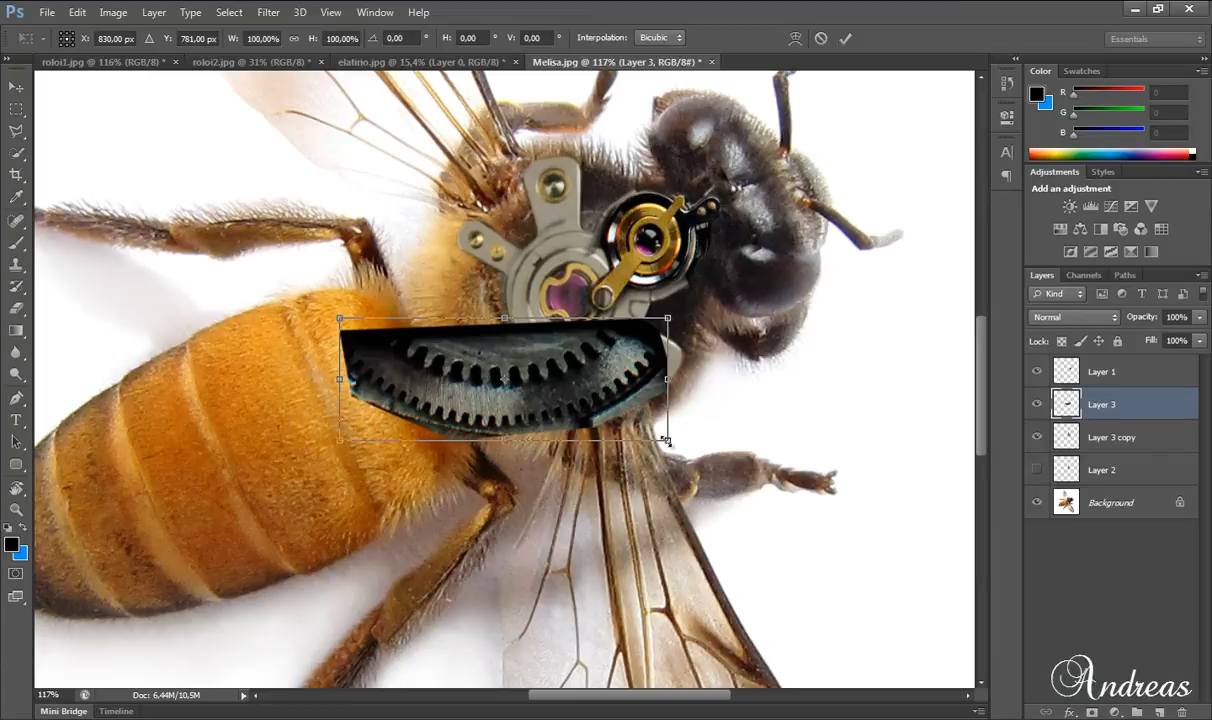 Ps File Edit Image Layer Type Select Filter 3D View Window Help
X: 830,00 px Y: 781,00 px W: 100,00% H: 100,00% 0,00 ° H: 0,00 ° V: 0,00 ° Interpolation: Bicubic Essentials
roloi1.jpg @ 116% (RGB/8) * × roloi2.jpg @ 31% (RGB/8) * × elatirio.jpg @ 15,4% (Layer 0, RGB/8) * × Melisa.jpg @ 117% (Layer 3, RGB/8#) * ×
Color Swatches
R 0
G 0
B 0
Adjustments Styles
Add an adjustment
Layers Channels Paths
Kind
Normal Opacity: 100%
Lock: Fill: 100%
Layer 1
Layer 3
Layer 3 copy
Layer 2
Background
Andreas
117% Doc: 6,44M/10,5M
Mini Bridge Timeline